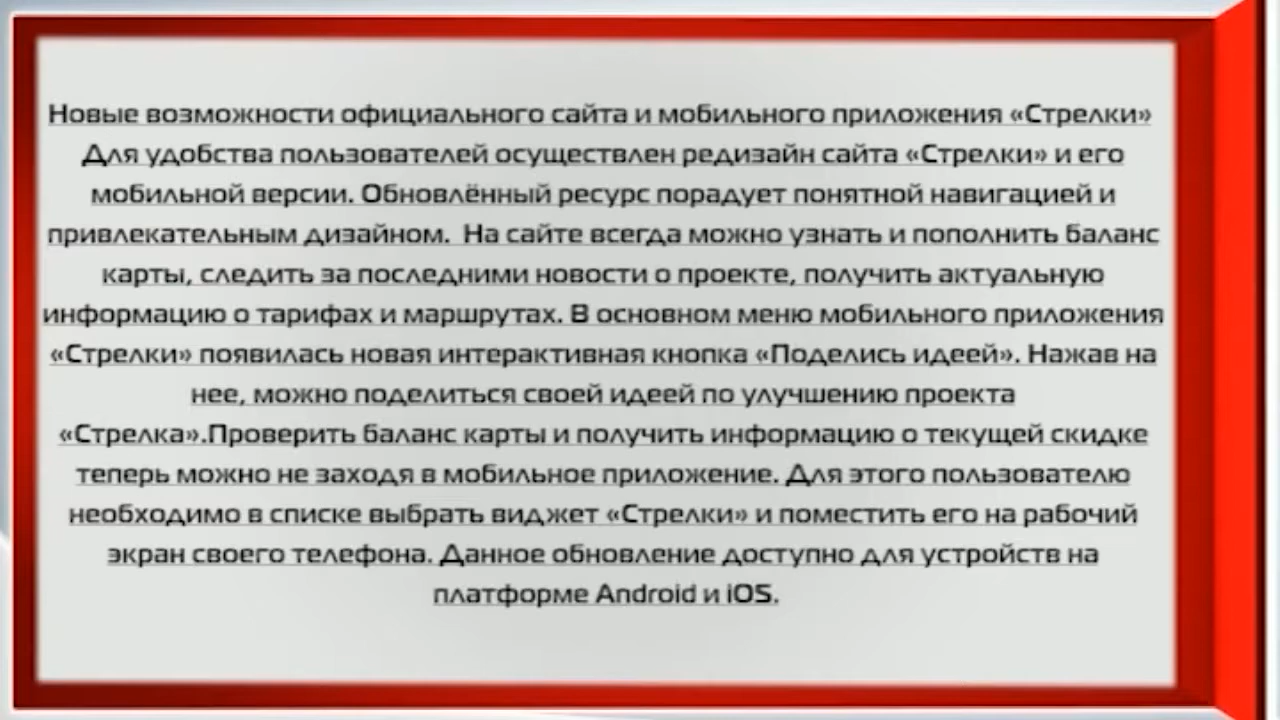 Новые возможности официального сайта и мобильного приложения «Стрелки»
Для удобства пользователей осуществлен редизайн сайта «Стрелки» и его
мобильной версии. Обновлённый ресурс порадует понятной навигацией и
привлекательным дизайном.  На сайте всегда можно узнать и пополнить баланс
карты, следить за последними новости о проекте, получить актуальную
информацию о тарифах и маршрутах. В основном меню мобильного приложения
«Стрелки» появилась новая интерактивная кнопка «Поделись идеей». Нажав на
нее, можно поделиться своей идеей по улучшению проекта
«Стрелка».Проверить баланс карты и получить информацию о текущей скидке
теперь можно не заходя в мобильное приложение. Для этого пользователю
необходимо в списке выбрать виджет «Стрелки» и поместить его на рабочий
экран своего телефона. Данное обновление доступно для устройств на
платформе Android и iOS.